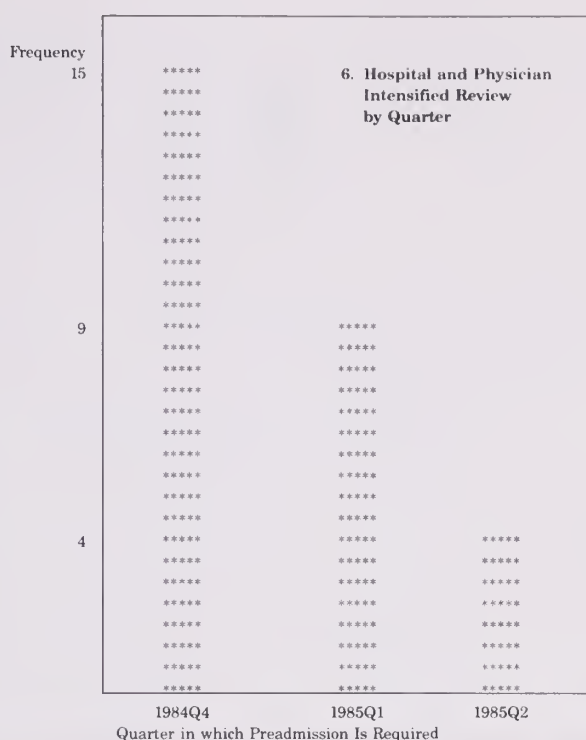 Frequency
15
6. Hospital and Physician
Intensified Review
by Quarter
9
4
1984Q4 1985Q1 1985Q2
Quarter in which Preadmission Is Required